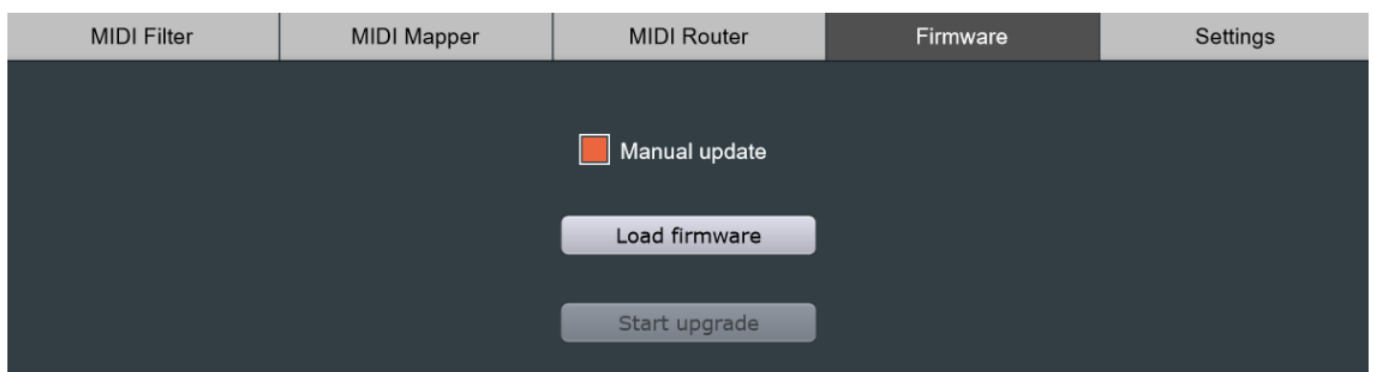 MIDI Filter MIDI Mapper MIDI Router Firmware Settings
Manual update
Load firmware
Start upgrade